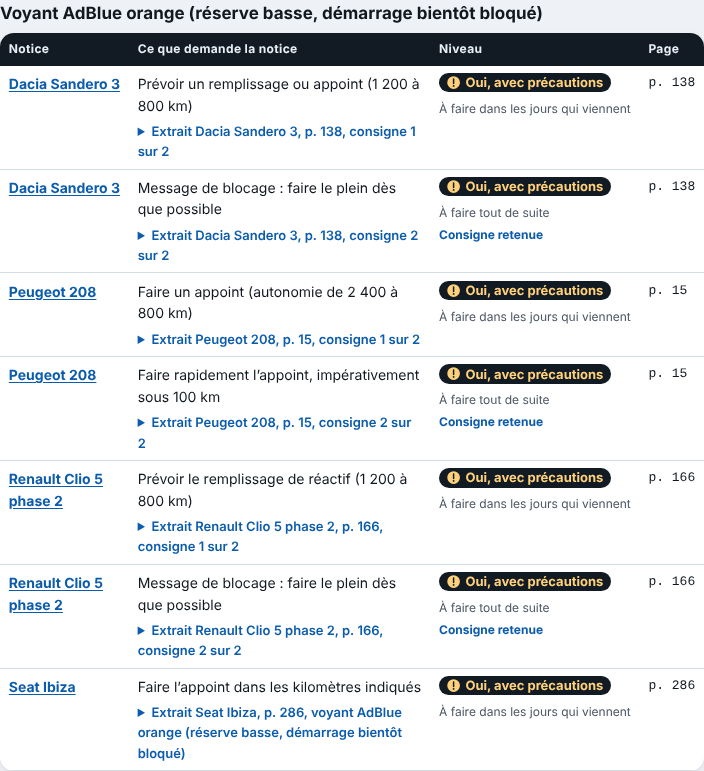 Voyant AdBlue orange (réserve basse, démarrage bientôt bloqué)
Notice Ce que demande la notice Niveau Page
Dacia Sandero 3 Prévoir un remplissage ou appoint (1 200 à Oui, avec précautions p. 138
800 km) À faire dans les jours qui viennent
▶ Extrait Dacia Sandero 3, p. 138, consigne 1
sur 2
Dacia Sandero 3 Message de blocage : faire le plein dès Oui, avec précautions p. 138
que possible À faire tout de suite
▶ Extrait Dacia Sandero 3, p. 138, consigne 2 Consigne retenue
sur 2
Peugeot 208 Faire un appoint (autonomie de 2 400 à Oui, avec précautions p. 15
800 km) À faire dans les jours qui viennent
▶ Extrait Peugeot 208, p. 15, consigne 1 sur 2
Peugeot 208 Faire rapidement l’appoint, impérativement Oui, avec précautions p. 15
sous 100 km À faire tout de suite
▶ Extrait Peugeot 208, p. 15, consigne 2 sur Consigne retenue
2
Renault Clio 5 Prévoir le remplissage de réactif (1 200 à Oui, avec précautions p. 166
phase 2 800 km) À faire dans les jours qui viennent
▶ Extrait Renault Clio 5 phase 2, p. 166,
consigne 1 sur 2
Renault Clio 5 Message de blocage : faire le plein dès Oui, avec précautions p. 166
phase 2 que possible À faire tout de suite
▶ Extrait Renault Clio 5 phase 2, p. 166, Consigne retenue
consigne 2 sur 2
Seat Ibiza Faire l’appoint dans les kilomètres indiqués Oui, avec précautions p. 286
▶ Extrait Seat Ibiza, p. 286, voyant AdBlue À faire dans les jours qui viennent
orange (réserve basse, démarrage bientôt
bloqué)